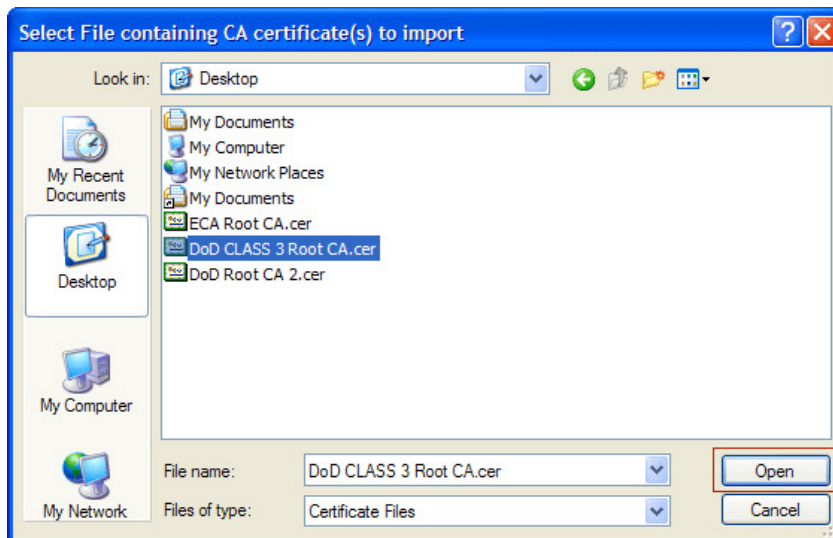 Select File containing CA certificate(s) to import
Look in: Desktop
My Recent
Documents
Desktop
My Computer
My Network
My Documents
My Computer
My Network Places
My Documents
ECA Root CA.cer
DoD CLASS 3 Root CA.cer
DoD Root CA 2.cer
File name: DoD CLASS 3 Root CA.cer Open
Files of type: Certificate Files Cancel